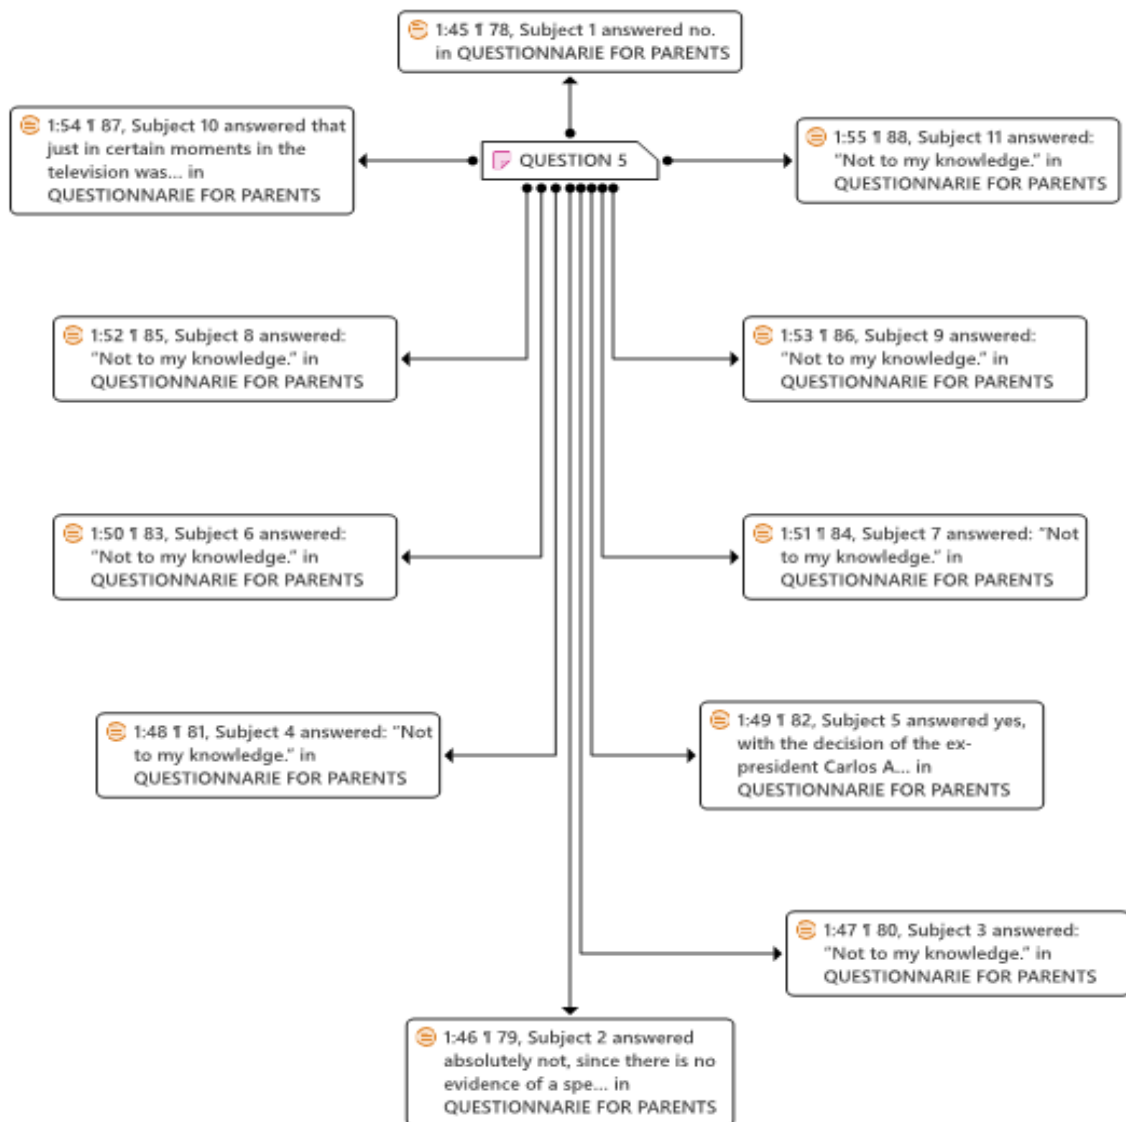 1:45 ¶ 78, Subject 1 answered no.
in QUESTIONNARIE FOR PARENTS
1:54 ¶ 87, Subject 10 answered that
just in certain moments in the
television was... in
QUESTIONNARIE FOR PARENTS
QUESTION 5
1:55 ¶ 88, Subject 11 answered:
“Not to my knowledge.” in
QUESTIONNARIE FOR PARENTS
1:52 ¶ 85, Subject 8 answered:
“Not to my knowledge.” in
QUESTIONNARIE FOR PARENTS
1:53 ¶ 86, Subject 9 answered:
“Not to my knowledge.” in
QUESTIONNARIE FOR PARENTS
1:50 ¶ 83, Subject 6 answered:
“Not to my knowledge.” in
QUESTIONNARIE FOR PARENTS
1:51 ¶ 84, Subject 7 answered: “Not
to my knowledge.” in
QUESTIONNARIE FOR PARENTS
1:48 ¶ 81, Subject 4 answered: “Not
to my knowledge.” in
QUESTIONNARIE FOR PARENTS
1:49 ¶ 82, Subject 5 answered yes,
with the decision of the ex-
president Carlos A... in
QUESTIONNARIE FOR PARENTS
1:47 ¶ 80, Subject 3 answered:
“Not to my knowledge.” in
QUESTIONNARIE FOR PARENTS
1:46 ¶ 79, Subject 2 answered
absolutely not, since there is no
evidence of a spe... in
QUESTIONNARIE FOR PARENTS